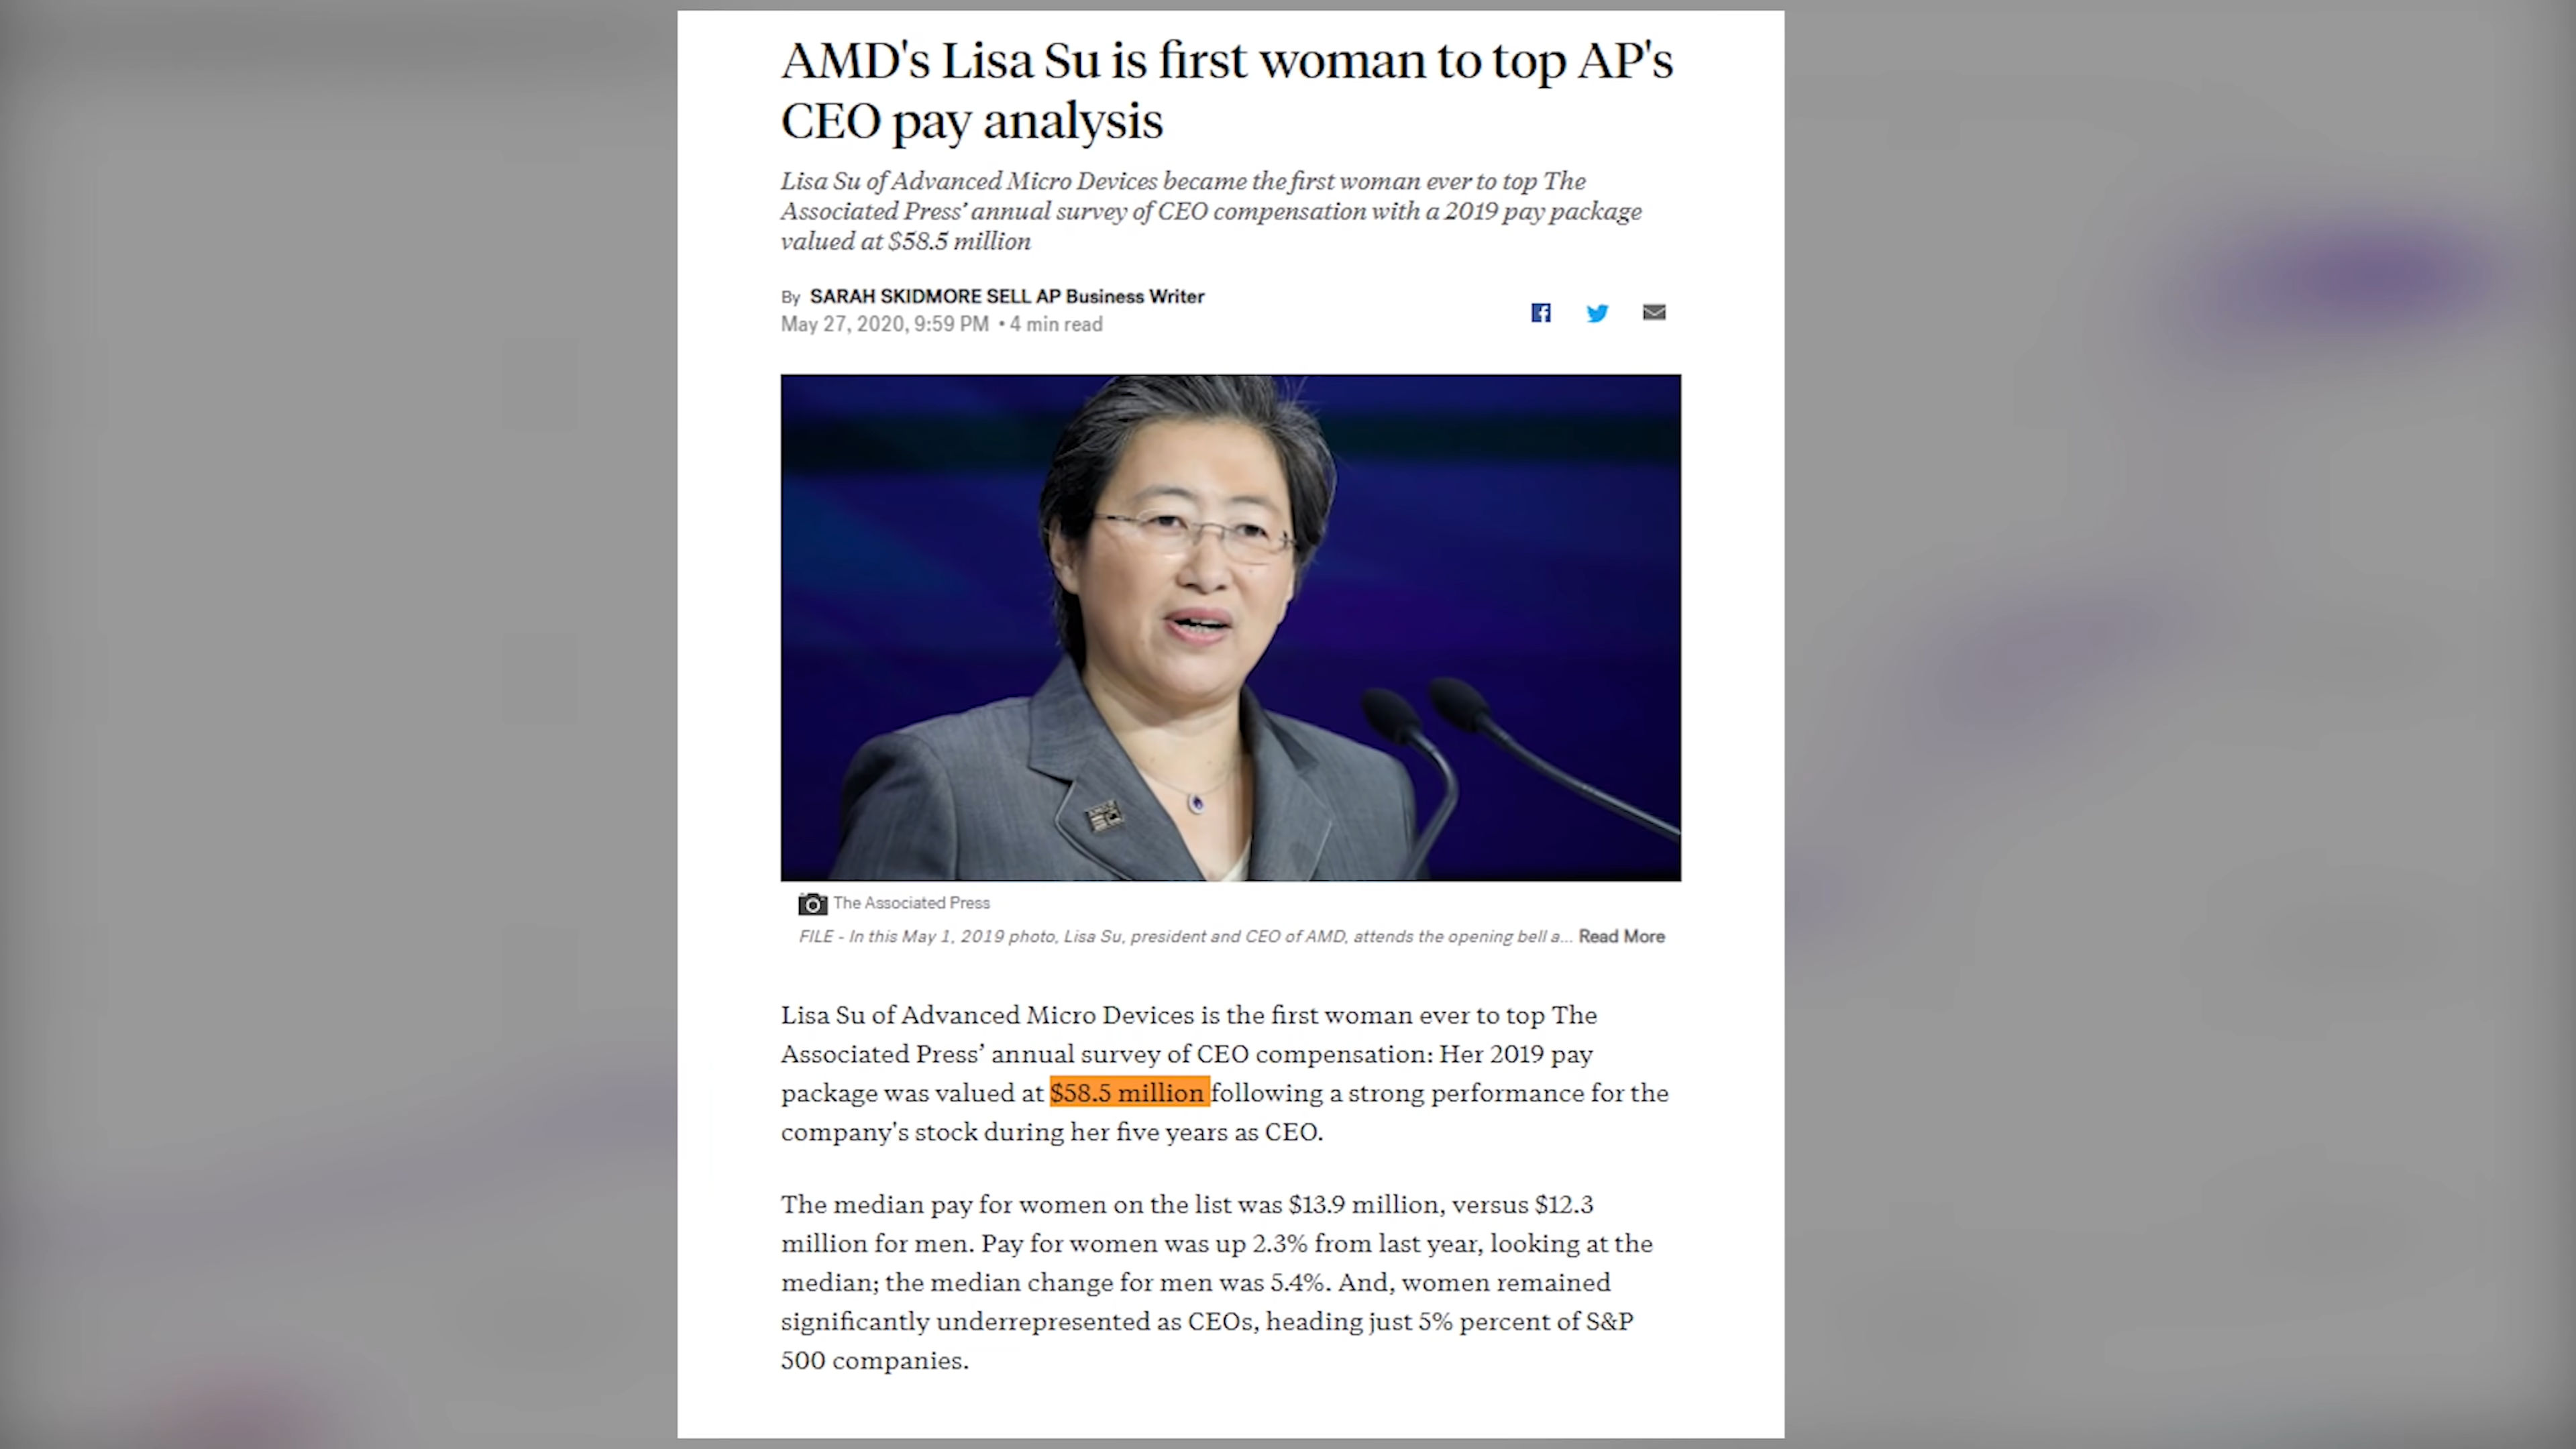 AMD's Lisa Su is first woman to top AP's
CEO pay analysis
Lisa Su of Advanced Micro Devices became the first woman ever to top The
Associated Press’ annual survey of CEO compensation with a 2019 pay package
valued at $58.5 million
By SARAH SKIDMORE SELL AP Business Writer
May 27, 2020, 9:59 PM • 4 min read
The Associated Press
FILE - In this May 1, 2019 photo, Lisa Su, president and CEO of AMD, attends the opening bell a... Read More
Lisa Su of Advanced Micro Devices is the first woman ever to top The
Associated Press’ annual survey of CEO compensation: Her 2019 pay
package was valued at $58.5 million following a strong performance for the
company's stock during her five years as CEO.
The median pay for women on the list was $13.9 million, versus $12.3
million for men. Pay for women was up 2.3% from last year, looking at the
median; the median change for men was 5.4%. And, women remained
significantly underrepresented as CEOs, heading just 5% percent of S&P
500 companies.